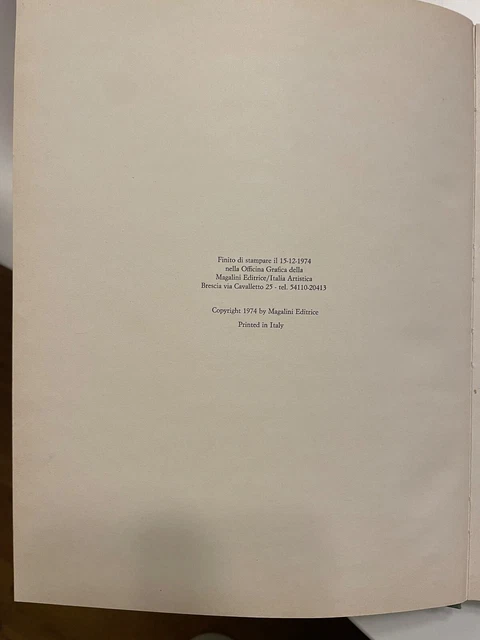 Finito di stampare il 15-12-1974
nella Officina Grafica della
Magalini Editrice/Italia Artistica
Brescia via Cavalletto 25 - tel. 54110-20413
Copyright 1974 by Magalini Editrice
Printed in Italy